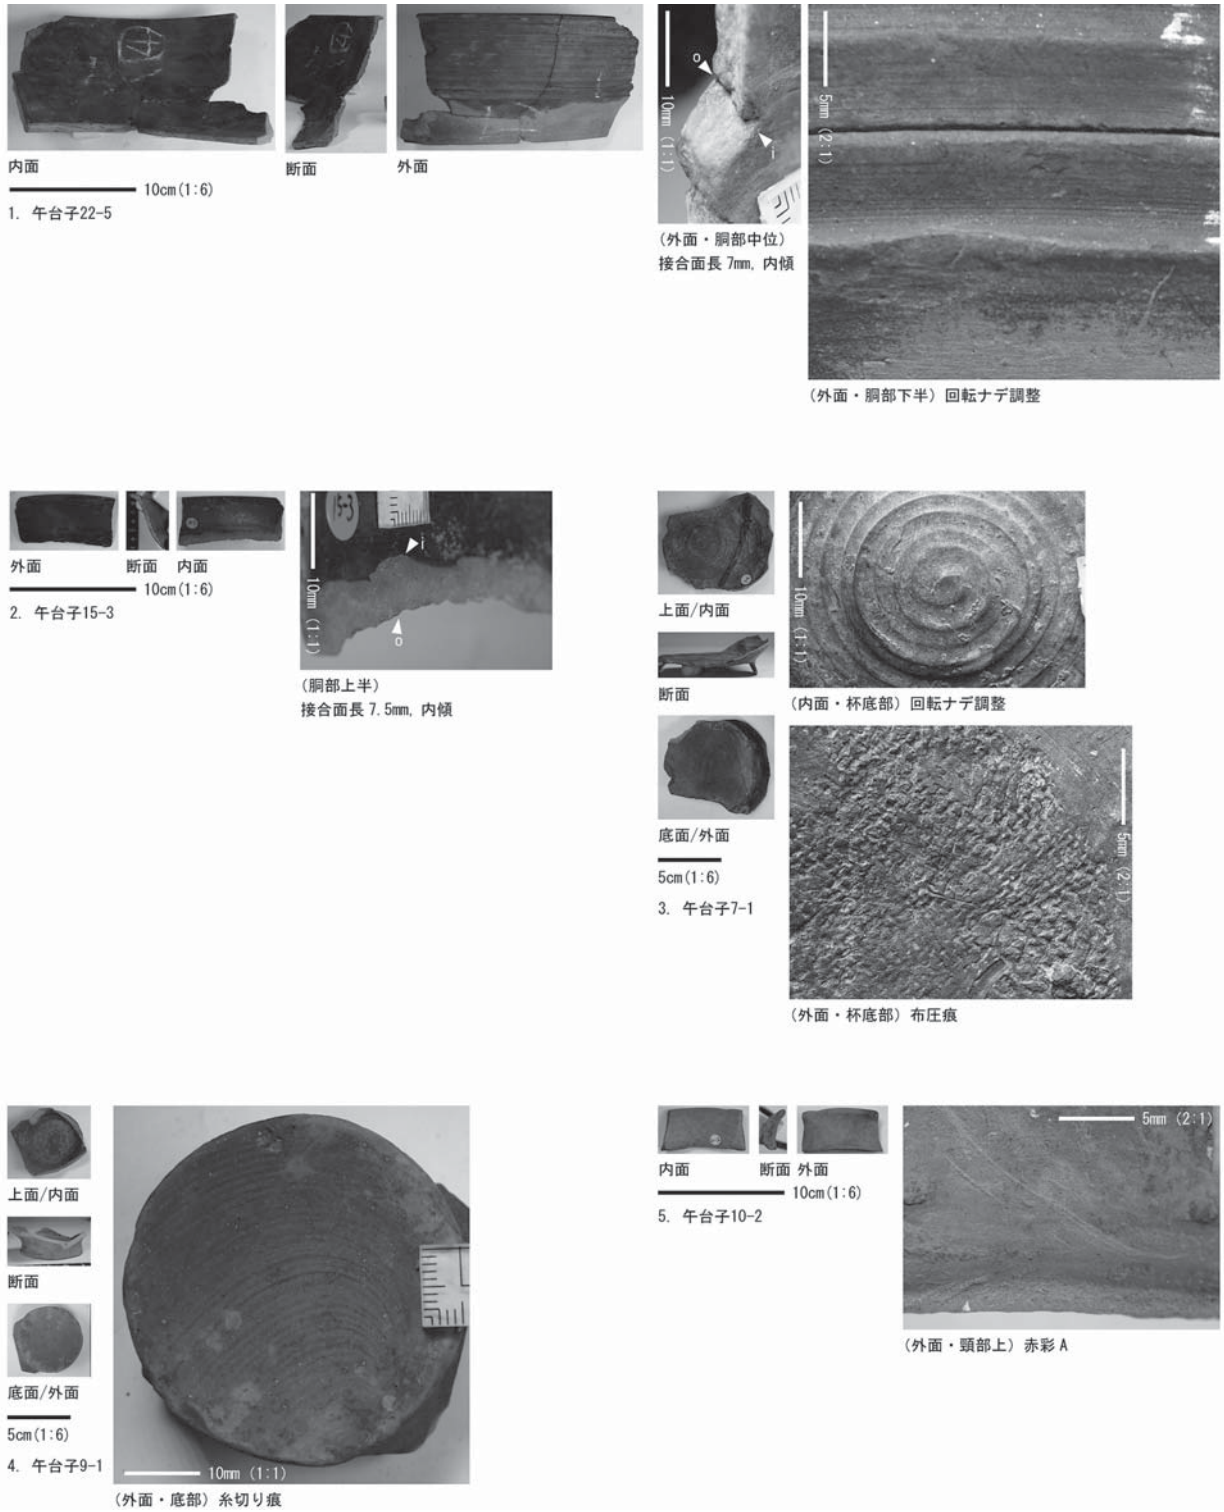 内面
断面
外面
10cm(1:6)
1. 午台子22-5
o
i
10mm (1:1)
(外面・胴部中位)
接合面長 7mm, 内傾
5mm (2:1)
(外面・胴部下半) 回転ナデ調整
外面
断面
内面
10cm(1:6)
2. 午台子15-3
15-3
i
o
10mm (1:1)
(胴部上半)
接合面長 7.5mm, 内傾
上面/内面
断面
底面/外面
5cm(1:6)
3. 午台子7-1
10mm (1:1)
(内面・杯底部) 回転ナデ調整
5mm (2:1)
(外面・杯底部) 布圧痕
上面/内面
断面
底面/外面
5cm(1:6)
4. 午台子9-1
10mm (1:1)
(外面・底部) 糸切り痕
内面
断面
外面
10cm(1:6)
5. 午台子10-2
5mm (2:1)
(外面・頸部上) 赤彩 A